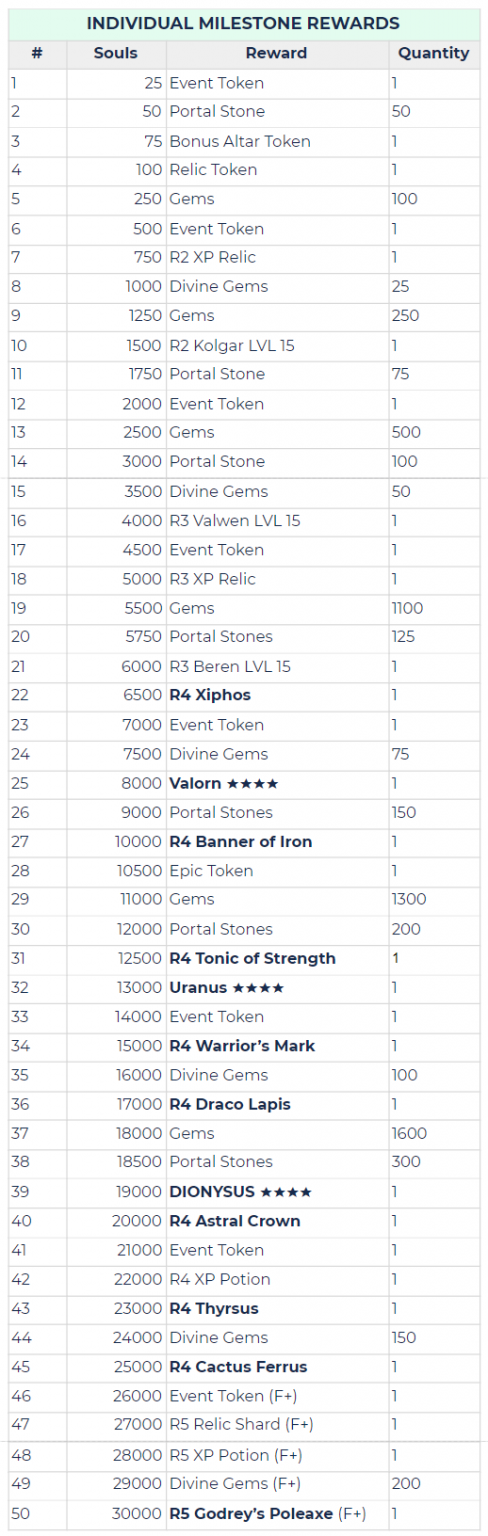 INDIVIDUAL MILESTONE REWARDS
# Souls Reward Quantity
1 25 Event Token 1
2 50 Portal Stone 50
3 75 Bonus Altar Token 1
4 100 Relic Token 1
5 250 Gems 100
6 500 Event Token 1
7 750 R2 XP Relic 1
8 1000 Divine Gems 25
9 1250 Gems 250
10 1500 R2 Kolgar LVL 15 1
11 1750 Portal Stone 75
12 2000 Event Token 1
13 2500 Gems 500
14 3000 Portal Stone 100
15 3500 Divine Gems 50
16 4000 R3 Valwen LVL 15 1
17 4500 Event Token 1
18 5000 R3 XP Relic 1
19 5500 Gems 1100
20 5750 Portal Stones 125
21 6000 R3 Beren LVL 15 1
22 6500 R4 Xiphos 1
23 7000 Event Token 1
24 7500 Divine Gems 75
25 8000 Valorn ★★★★ 1
26 9000 Portal Stones 150
27 10000 R4 Banner of Iron 1
28 10500 Epic Token 1
29 11000 Gems 1300
30 12000 Portal Stones 200
31 12500 R4 Tonic of Strength 1
32 13000 Uranus ★★★★ 1
33 14000 Event Token 1
34 15000 R4 Warrior’s Mark 1
35 16000 Divine Gems 100
36 17000 R4 Draco Lapis 1
37 18000 Gems 1600
38 18500 Portal Stones 300
39 19000 DIONYSUS ★★★★ 1
40 20000 R4 Astral Crown 1
41 21000 Event Token 1
42 22000 R4 XP Potion 1
43 23000 R4 Thyrsus 1
44 24000 Divine Gems 150
45 25000 R4 Cactus Ferrus 1
46 26000 Event Token (F+) 1
47 27000 R5 Relic Shard (F+) 1
48 28000 R5 XP Potion (F+) 1
49 29000 Divine Gems (F+) 200
50 30000 R5 Godrey’s Poleaxe (F+) 1